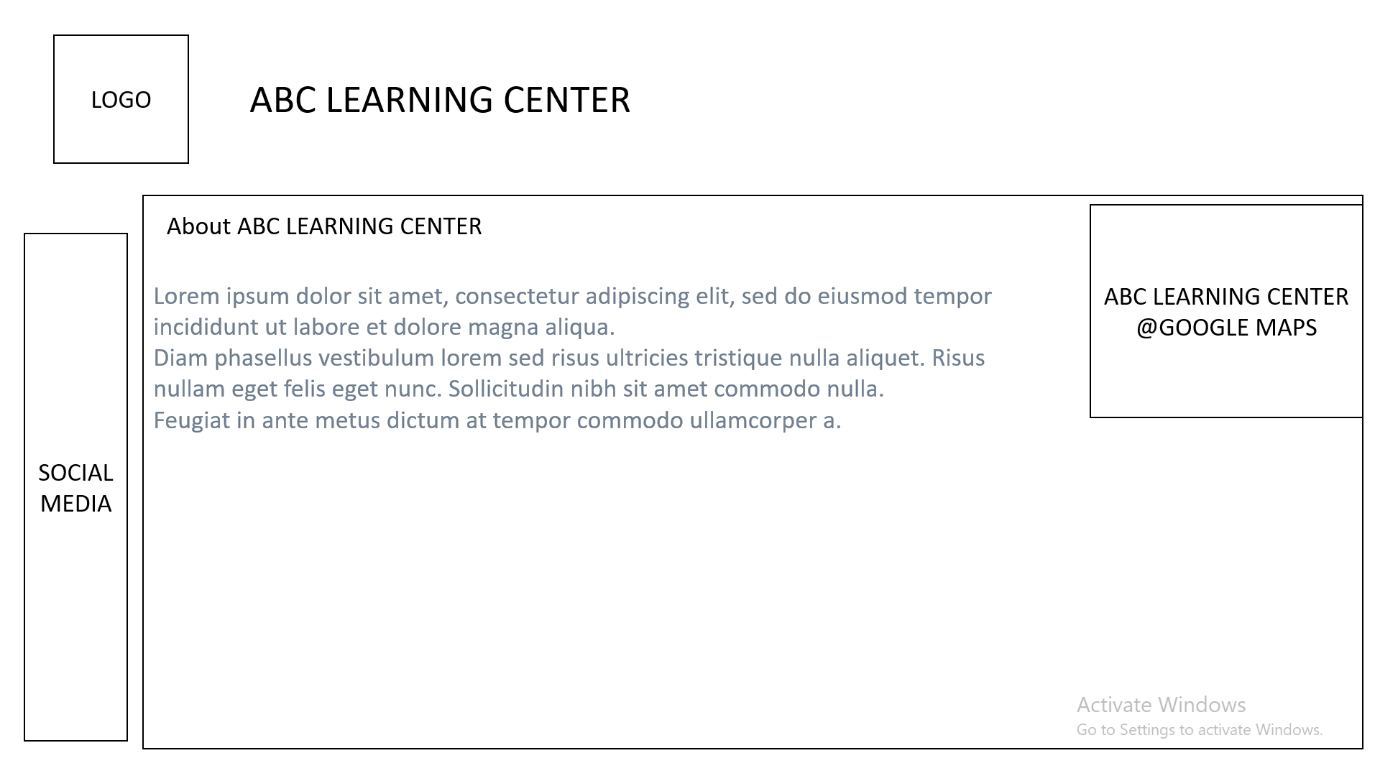 LOGO
ABC LEARNING CENTER
About ABC LEARNING CENTER
Lorem ipsum dolor sit amet, consectetur adipiscing elit, sed do eiusmod tempor
incididunt ut labore et dolore magna aliqua.
Diam phasellus vestibulum lorem sed risus ultricies tristique nulla aliquet. Risus
nullam eget felis eget nunc. Sollicitudin nibh sit amet commodo nulla.
Feugiat in ante metus dictum at tempor commodo ullamcorper a.
ABC LEARNING CENTER
@GOOGLE MAPS
SOCIAL
MEDIA
Activate Windows
Go to Settings to activate Windows.